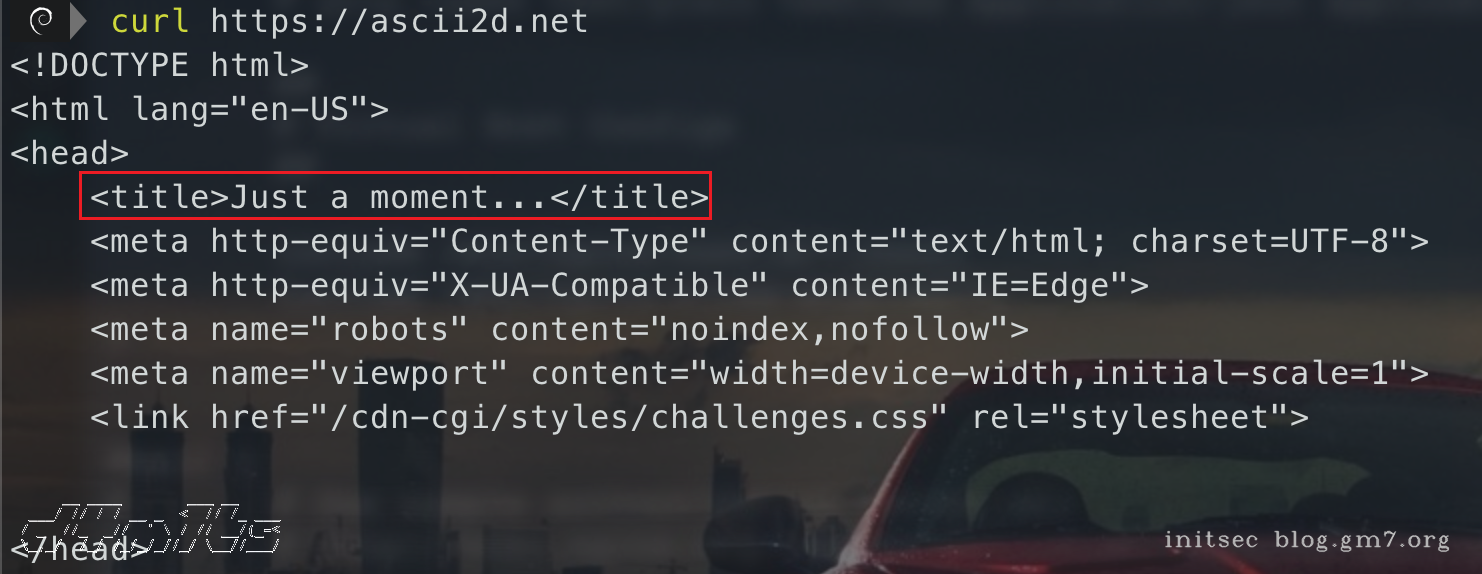 curl https://ascii2d.net
<!DOCTYPE html>
<html lang="en-US">
<head>
    <title>Just a moment...</title>
    <meta http-equiv="Content-Type" content="text/html; charset=UTF-8">
    <meta http-equiv="X-UA-Compatible" content="IE=Edge">
    <meta name="robots" content="noindex,nofollow">
    <meta name="viewport" content="width=device-width,initial-scale=1">
    <link href="/cdn-cgi/styles/challenges.css" rel="stylesheet">
</head>
initsec blog.gm7.org